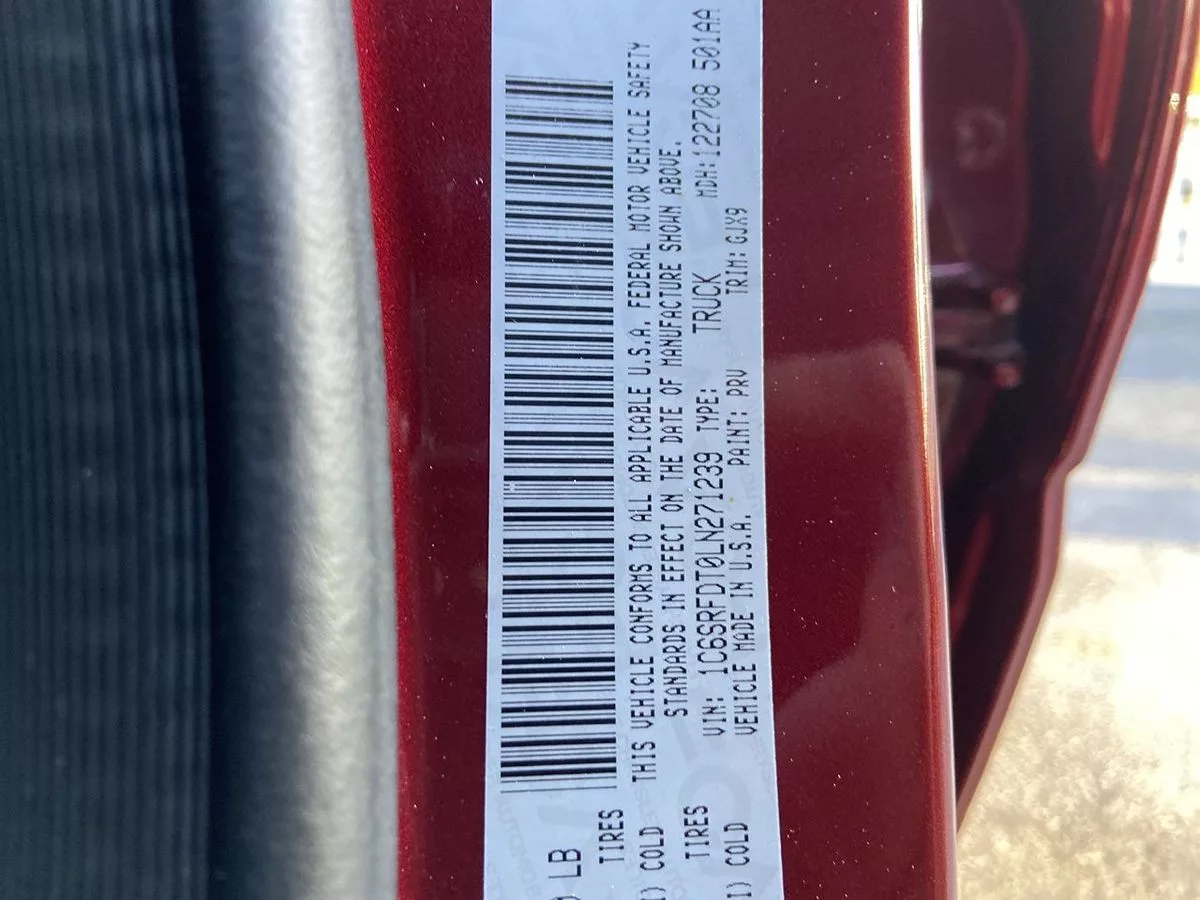 ) LB
TIRES
I) COLD
TIRES
I) COLD
THIS VEHICLE CONFORMS TO ALL APPLICABLE U.S.A. FEDERAL MOTOR VEHICLE SAFETY
STANDARDS IN EFFECT ON THE DATE OF MANUFACTURE SHOWN ABOVE.
VIN: 1C6SRFDT0LN271239 TYPE: TRUCK MDH:122708 501AA
VEHICLE MADE IN U.S.A. PAINT: PRV TRIM: GJX9